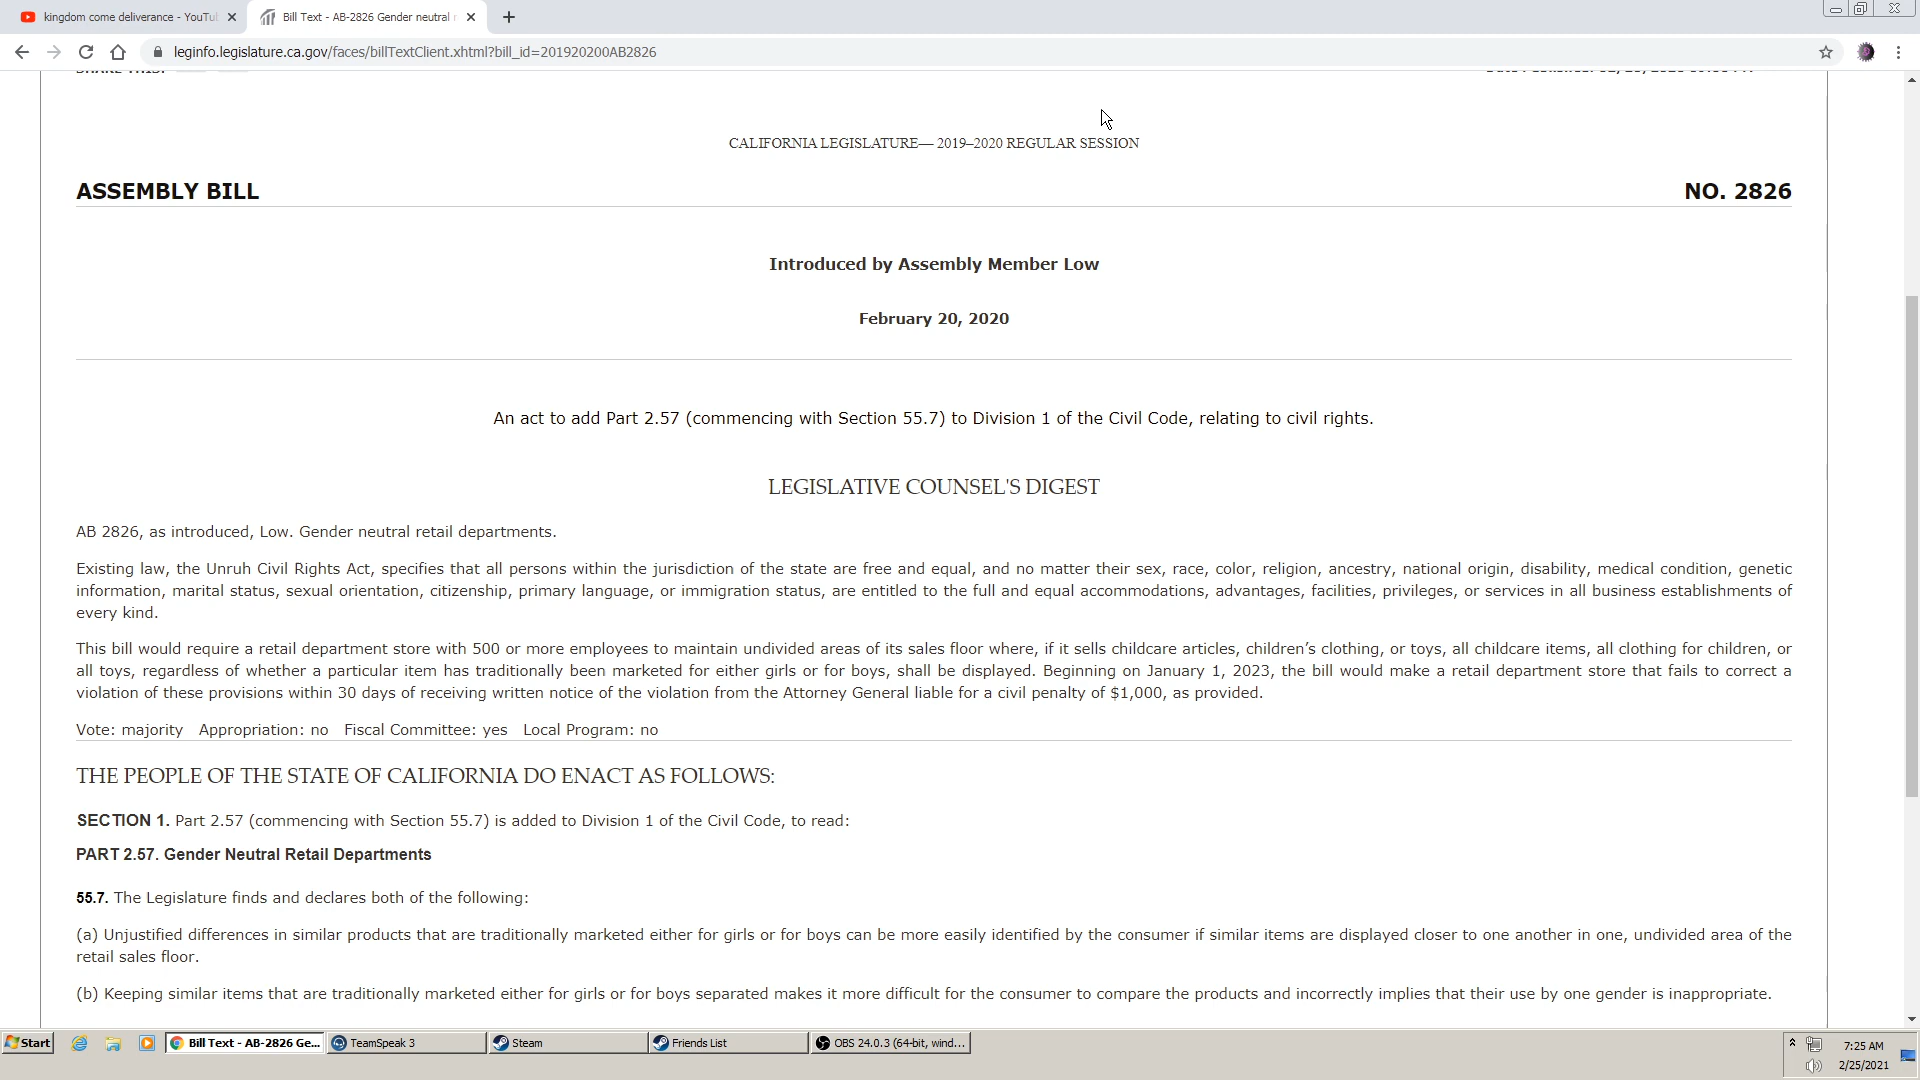 kingdom come deliverance - YouTu
Bill Text - AB-2826 Gender neutral r
leginfo.legislature.ca.gov/faces/billTextClient.xhtml?bill_id=201920200AB2826
SHARE THIS:
CALIFORNIA LEGISLATURE— 2019–2020 REGULAR SESSION
ASSEMBLY BILL
NO. 2826
Introduced by Assembly Member Low
February 20, 2020
An act to add Part 2.57 (commencing with Section 55.7) to Division 1 of the Civil Code, relating to civil rights.
LEGISLATIVE COUNSEL'S DIGEST
AB 2826, as introduced, Low. Gender neutral retail departments.
Existing law, the Unruh Civil Rights Act, specifies that all persons within the jurisdiction of the state are free and equal, and no matter their sex, race, color, religion, ancestry, national origin, disability, medical condition, genetic
information, marital status, sexual orientation, citizenship, primary language, or immigration status, are entitled to the full and equal accommodations, advantages, facilities, privileges, or services in all business establishments of
every kind.
This bill would require a retail department store with 500 or more employees to maintain undivided areas of its sales floor where, if it sells childcare articles, children’s clothing, or toys, all childcare items, all clothing for children, or
all toys, regardless of whether a particular item has traditionally been marketed for either girls or for boys, shall be displayed. Beginning on January 1, 2023, the bill would make a retail department store that fails to correct a
violation of these provisions within 30 days of receiving written notice of the violation from the Attorney General liable for a civil penalty of $1,000, as provided.
Vote: majority   Appropriation: no   Fiscal Committee: yes   Local Program: no
THE PEOPLE OF THE STATE OF CALIFORNIA DO ENACT AS FOLLOWS:
SECTION 1. Part 2.57 (commencing with Section 55.7) is added to Division 1 of the Civil Code, to read:
PART 2.57. Gender Neutral Retail Departments
55.7. The Legislature finds and declares both of the following:
(a) Unjustified differences in similar products that are traditionally marketed either for girls or for boys can be more easily identified by the consumer if similar items are displayed closer to one another in one, undivided area of the
retail sales floor.
(b) Keeping similar items that are traditionally marketed either for girls or for boys separated makes it more difficult for the consumer to compare the products and incorrectly implies that their use by one gender is inappropriate.
Start
Bill Text - AB-2826 Ge...
TeamSpeak 3
Steam
Friends List
OBS 24.0.3 (64-bit, wind...
7:25 AM
2/25/2021